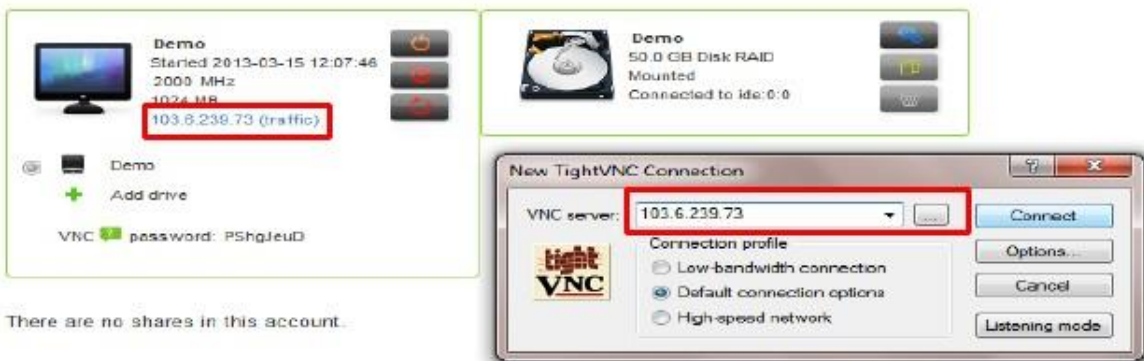 Demo
Started 2013-03-15 12:07:46
2000 MHz
1024 MB
103.6.239.73 (traffic)
Demo
Add drive
VNC password: PShgJeuD
There are no shares in this account.
Demo
50.0 GB Disk RAID
Mounted
Connected to ide:0:0
New TightVNC Connection
VNC server: 103.6.239.73 ...
Connect
Connection profile
Low-bandwidth connection
Default connection options
High-speed network
Options...
Cancel
Listening mode
tight
VNC